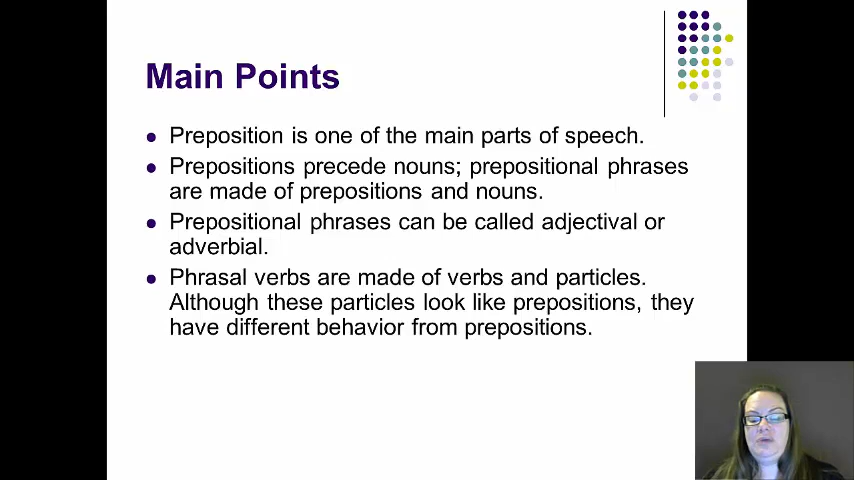 Main Points
Preposition is one of the main parts of speech.
Prepositions precede nouns; prepositional phrases
are made of prepositions and nouns.
Prepositional phrases can be called adjectival or
adverbial.
Phrasal verbs are made of verbs and particles.
Although these particles look like prepositions, they
have different behavior from prepositions.